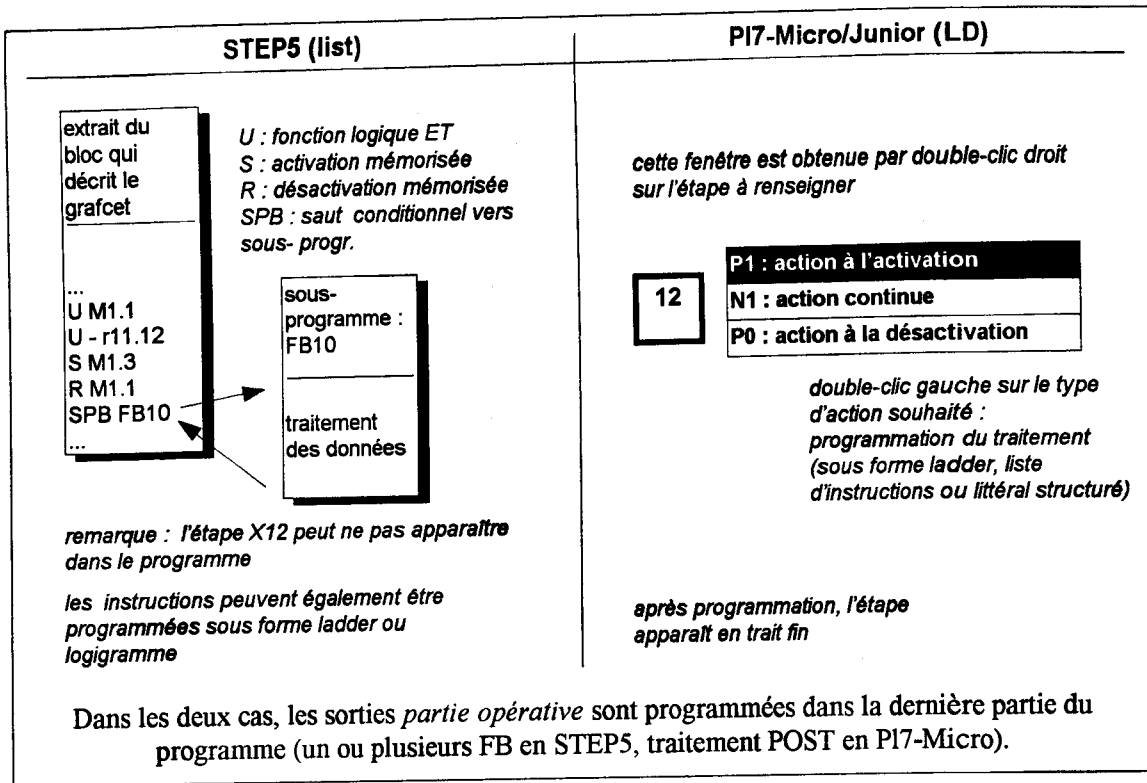 STEP5 (list)
Pl7-Micro/Junior (LD)
extrait du
bloc qui
décrit le
grafcet
...
U M1.1
U - r11.12
S M1.3
R M1.1
SPB FB10
...
U : fonction logique ET
S : activation mémorisée
R : désactivation mémorisée
SPB : saut conditionnel vers
sous- progr.
sous-
programme :
FB10
traitement
des données
remarque : l'étape X12 peut ne pas apparaître
dans le programme
les instructions peuvent également être
programmées sous forme ladder ou
logigramme
cette fenêtre est obtenue par double-clic droit
sur l'étape à renseigner
12
P1 : action à l'activation
N1 : action continue
P0 : action à la désactivation
double-clic gauche sur le type
d'action souhaité :
programmation du traitement
(sous forme ladder, liste
d'instructions ou littéral structuré)
après programmation, l'étape
apparaît en trait fin
Dans les deux cas, les sorties partie opérative sont programmées dans la dernière partie du
programme (un ou plusieurs FB en STEP5, traitement POST en Pl7-Micro).